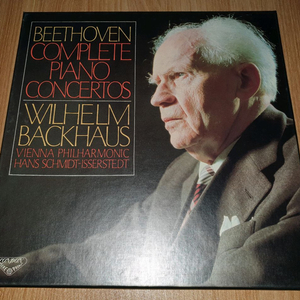 BEETHOVEN
COMPLETE
PIANO
CONCERTOS
WILHELM
BACKHAUS
VIENNA PHILHARMONIC
HANS SCHMIDT-ISSERSTEDT